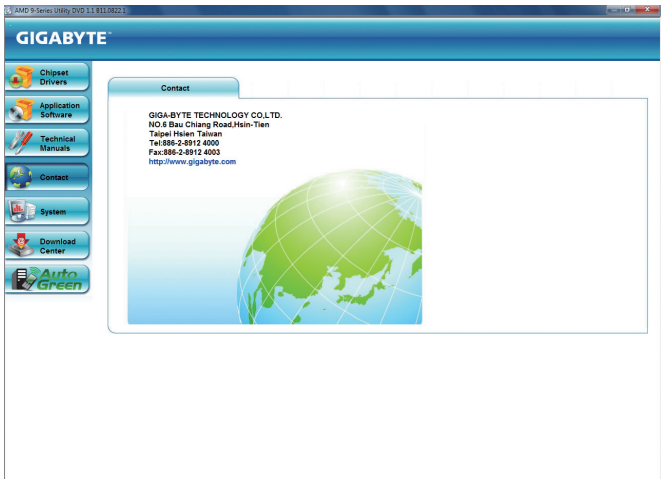 AMD 9-Series Utility DVD 1.1 B11.0822.1
GIGABYTE™
Chipset
Drivers
Application
Software
Technical
Manuals
Contact
System
Download
Center
Auto
Green
Contact
GIGA-BYTE TECHNOLOGY CO,LTD.
NO.6 Bau Chiang Road,Hsin-Tien
Taipei Hsien Taiwan
Tel:886-2-8912 4000
Fax:886-2-8912 4003
http://www.gigabyte.com